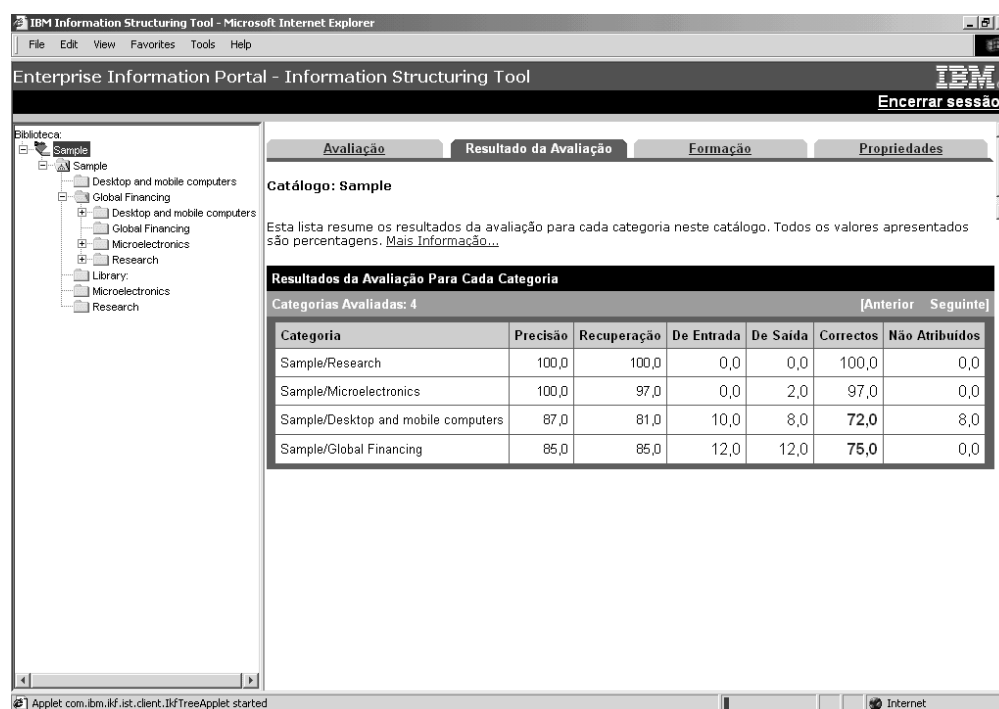 IBM Information Structuring Tool - Microsoft Internet Explorer
File Edit View Favorites Tools Help
Enterprise Information Portal - Information Structuring Tool
IBM
Encerrar sessão
Biblioteca:
Sample
Sample
Desktop and mobile computers
Global Financing
Desktop and mobile computers
Global Financing
Microelectronics
Research
Library:
Microelectronics
Research
Avaliação Resultado da Avaliação Formação Propriedades
Catálogo: Sample
Esta lista resume os resultados da avaliação para cada categoria neste catálogo. Todos os valores apresentados
são percentagens. Mais Informação...
Resultados da Avaliação Para Cada Categoria
Categorias Avaliadas: 4 [Anterior Seguinte]
Categoria Precisão Recuperação De Entrada De Saída Correctos Não Atribuídos
Sample/Research 100,0 100,0 0,0 0,0 100,0 0,0
Sample/Microelectronics 100,0 97,0 0,0 2,0 97,0 0,0
Sample/Desktop and mobile computers 87,0 81,0 10,0 8,0 72,0 8,0
Sample/Global Financing 85,0 85,0 12,0 12,0 75,0 0,0
Applet com.ibm.ikf.ist.client.IkfTreeApplet started Internet